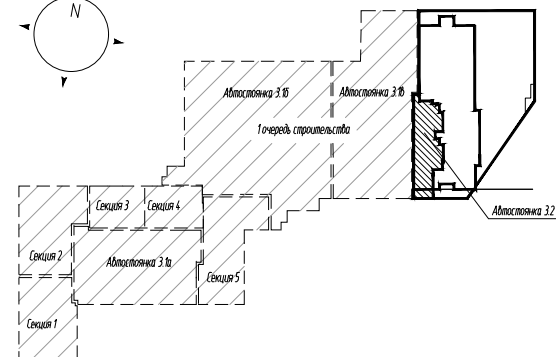 N
Автостоянка 3.1б
Автостоянка 3.1б
1 очередь строительства
Секция 3
Секция 4
Автостоянка 3.2
Секция 2
Автостоянка 3.1а
Секция 5
Секция 1